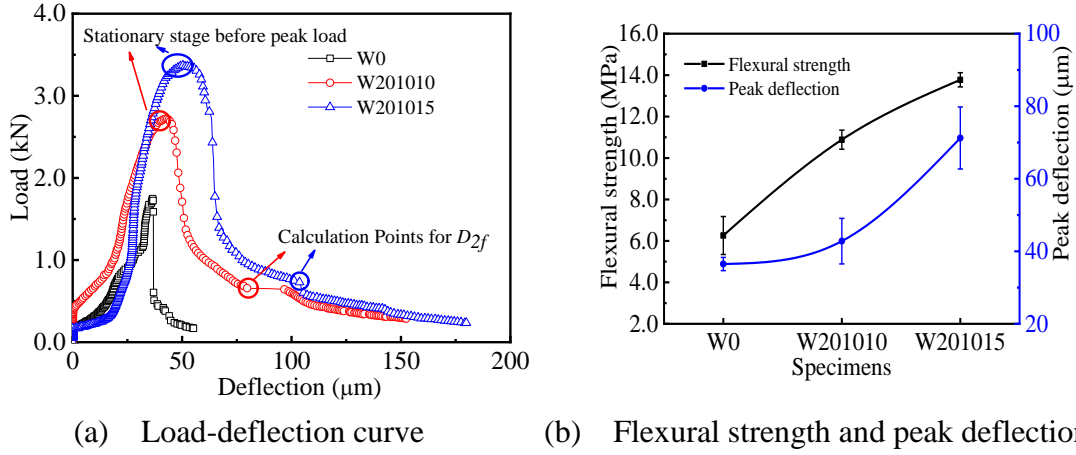 4.0
3.0
2.0
1.0
0.0
0
50
100
150
200
Load (kN)
Deflection (μm)
Stationary stage before peak load
W0
W201010
W201015
Calculation Points for D2f
(a) Load-deflection curve
16.0
14.0
12.0
10.0
8.0
6.0
4.0
2.0
Flexural strength (MPa)
Flexural strength
Peak deflection
100
80
60
40
20
Peak deflection (μm)
W0
W201010
W201015
Specimens
(b) Flexural strength and peak deflection